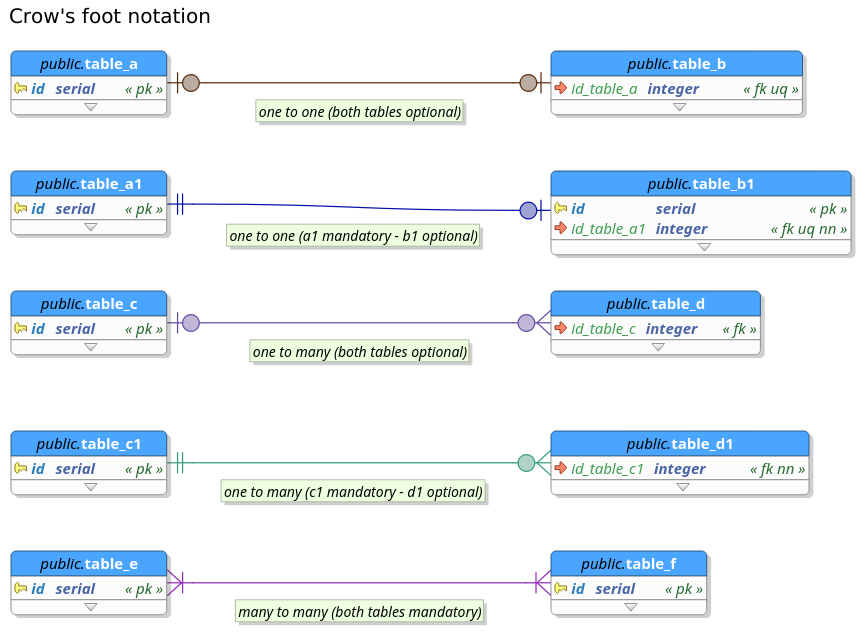 Crow's foot notation
public.table_a
id serial « pk »
public.table_b
id_table_a integer « fk uq »
one to one (both tables optional)
public.table_a1
id serial « pk »
public.table_b1
id serial « pk »
id_table_a1 integer « fk uq nn »
one to one (a1 mandatory - b1 optional)
public.table_c
id serial « pk »
public.table_d
id_table_c integer « fk »
one to many (both tables optional)
public.table_c1
id serial « pk »
public.table_d1
id_table_c1 integer « fk nn »
one to many (c1 mandatory - d1 optional)
public.table_e
id serial « pk »
public.table_f
id serial « pk »
many to many (both tables mandatory)